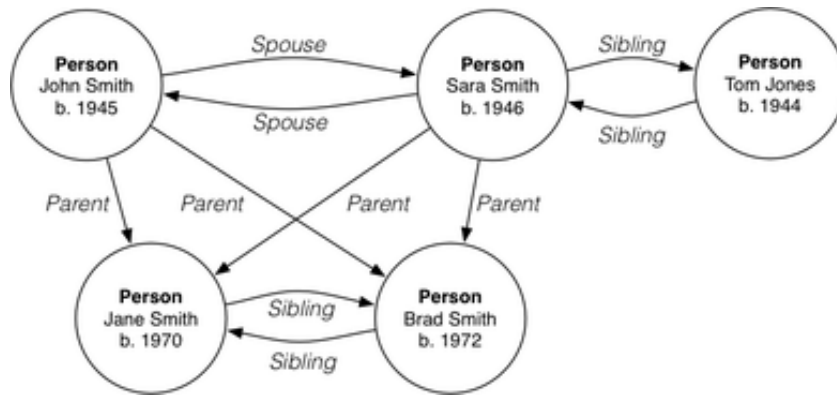 Person
John Smith
b. 1945
Spouse
Spouse
Person
Sara Smith
b. 1946
Sibling
Sibling
Person
Tom Jones
b. 1944
Parent
Parent
Parent
Parent
Person
Jane Smith
b. 1970
Sibling
Sibling
Person
Brad Smith
b. 1972